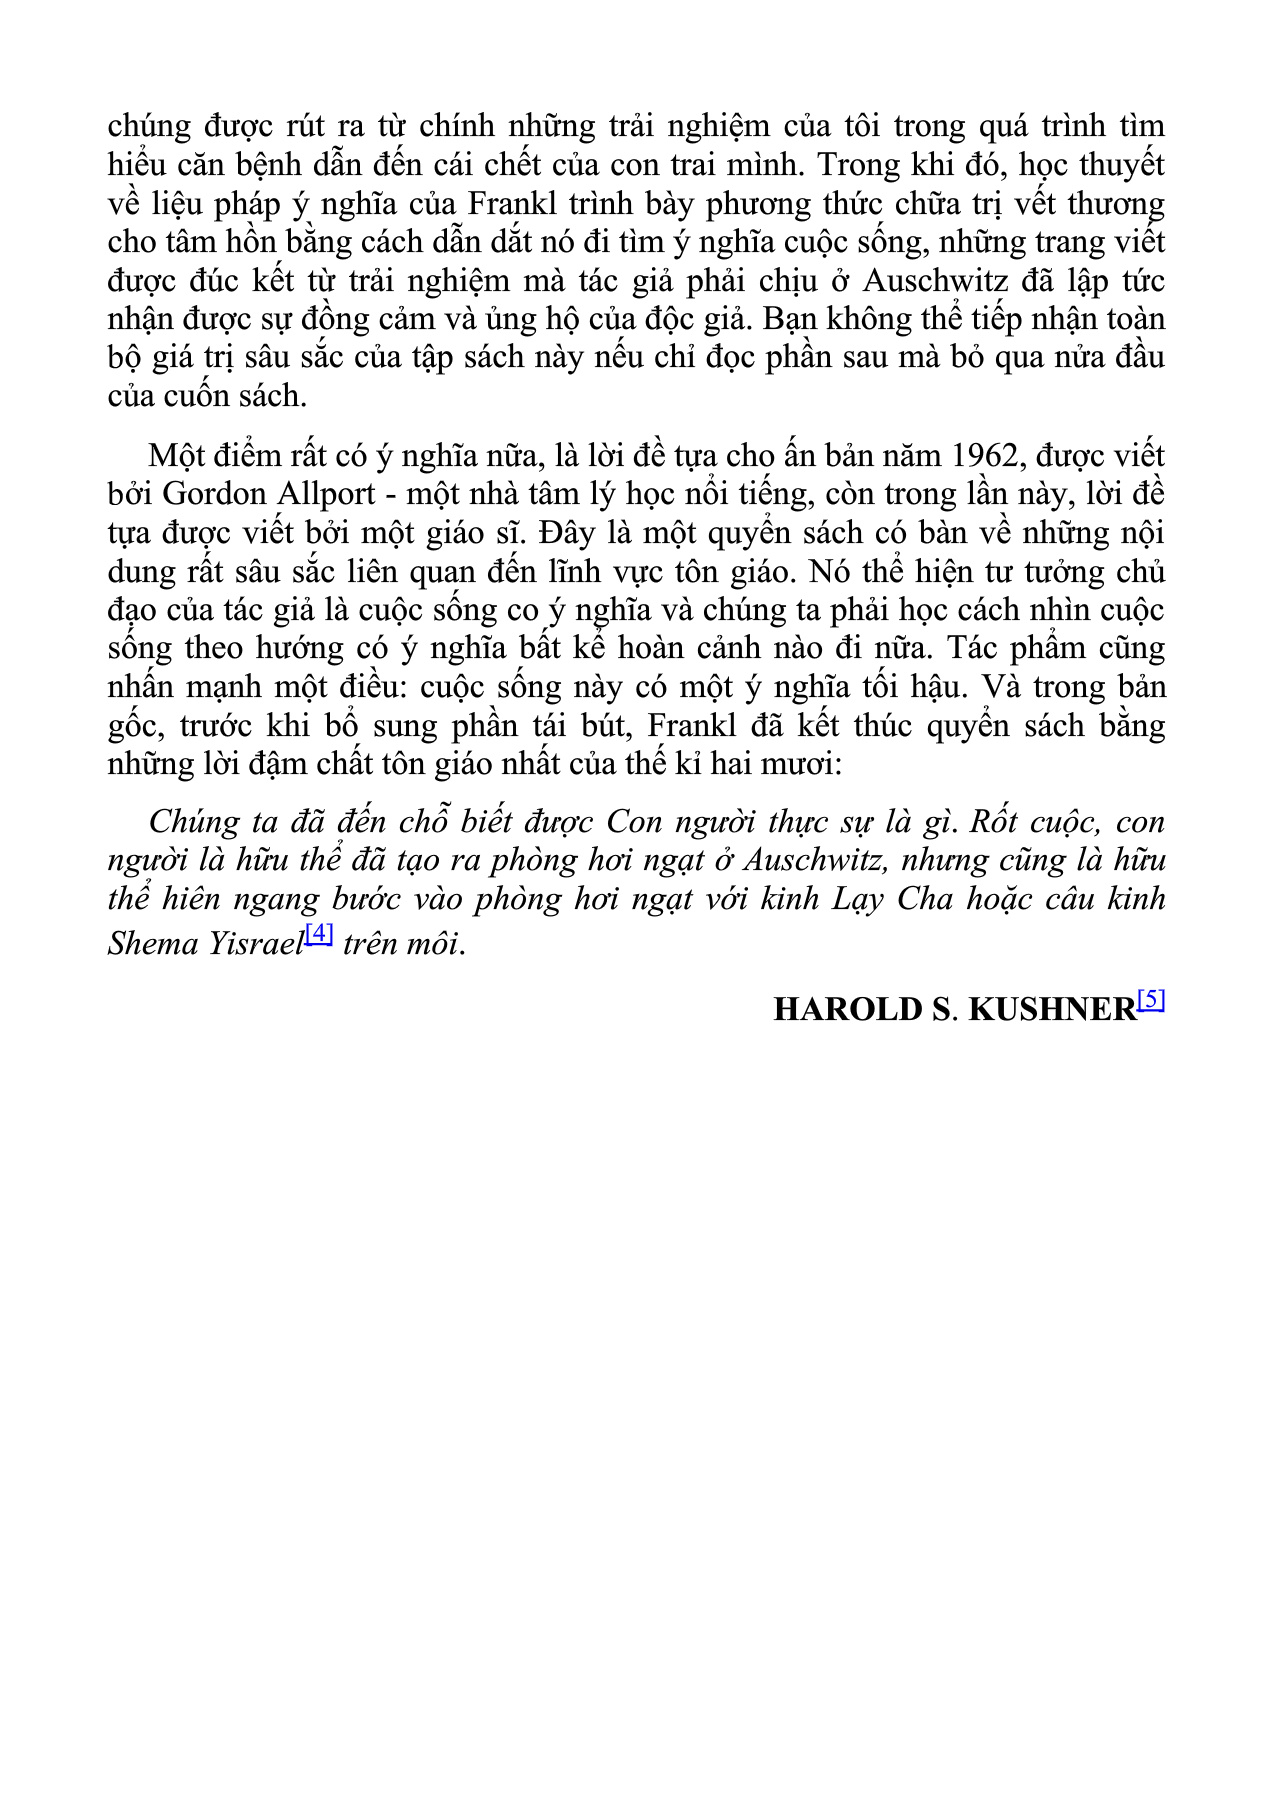 chúng được rút ra từ chính những trải nghiệm của tôi trong quá trình tìm
hiểu căn bệnh dẫn đến cái chết của con trai mình. Trong khi đó, học thuyết
về liệu pháp ý nghĩa của Frankl trình bày phương thức chữa trị vết thương
cho tâm hồn bằng cách dẫn dắt nó đi tìm ý nghĩa cuộc sống, những trang viết
được đúc kết từ trải nghiệm mà tác giả phải chịu ở Auschwitz đã lập tức
nhận được sự đồng cảm và ủng hộ của độc giả. Bạn không thể tiếp nhận toàn
bộ giá trị sâu sắc của tập sách này nếu chỉ đọc phần sau mà bỏ qua nửa đầu
của cuốn sách.
Một điểm rất có ý nghĩa nữa, là lời đề tựa cho ấn bản năm 1962, được viết
bởi Gordon Allport - một nhà tâm lý học nổi tiếng, còn trong lần này, lời đề
tựa được viết bởi một giáo sĩ. Đây là một quyển sách có bàn về những nội
dung rất sâu sắc liên quan đến lĩnh vực tôn giáo. Nó thể hiện tư tưởng chủ
đạo của tác giả là cuộc sống co ý nghĩa và chúng ta phải học cách nhìn cuộc
sống theo hướng có ý nghĩa bất kể hoàn cảnh nào đi nữa. Tác phẩm cũng
nhấn mạnh một điều: cuộc sống này có một ý nghĩa tối hậu. Và trong bản
gốc, trước khi bổ sung phần tái bút, Frankl đã kết thúc quyển sách bằng
những lời đậm chất tôn giáo nhất của thế kỉ hai mươi:
Chúng ta đã đến chỗ biết được Con người thực sự là gì. Rốt cuộc, con
người là hữu thể đã tạo ra phòng hơi ngạt ở Auschwitz, nhưng cũng là hữu
thể hiên ngang bước vào phòng hơi ngạt với kinh Lạy Cha hoặc câu kinh
Shema Yisrael[4] trên môi.
HAROLD S. KUSHNER[5]